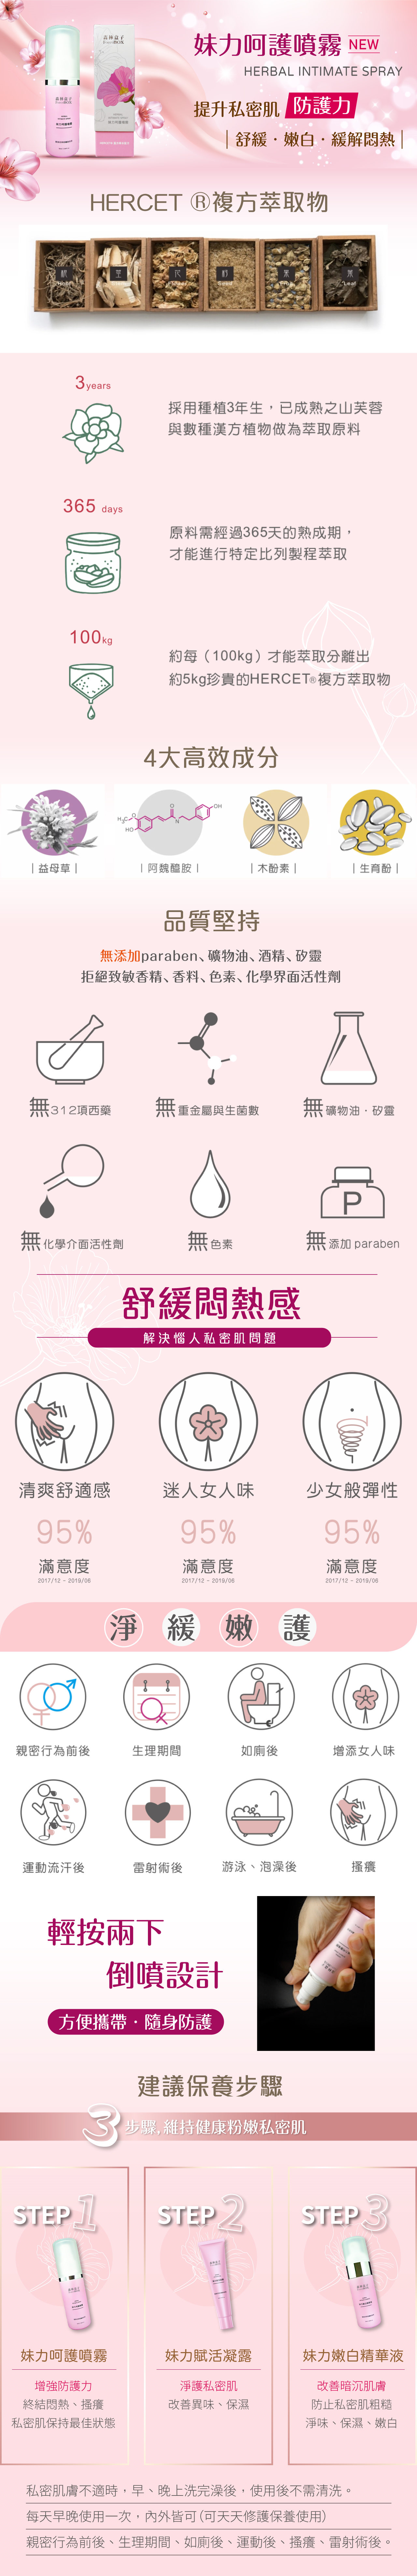 森林盒子
ForestBOX
森林盒子
ForestBOX
妹力呵護噴霧 NEW
HERBAL INTIMATE SPRAY
提升私密肌 防護力
舒緩·嫩白·緩解悶熱
HERCET ®複方萃取物
根
莖
花
籽
果
葉
Leaf
3years
採用種植3年生，已成熟之山芙蓉
與數種漢方植物做為萃取原料
365 days
原料需經過365天的熟成期，
才能進行特定比列製程萃取
100kg
約每（100kg）才能萃取分離出
約5kg珍貴的HERCET®複方萃取物
4大高效成分
H₃C
O
HO
O
N
OH
｜益母草｜
｜阿魏醯胺｜
｜木酚素｜
｜生育酚｜
品質堅持
無添加paraben、礦物油、酒精、矽靈
拒絕致敏香精、香料、色素、化學界面活性劑
無312項西藥
無重金屬與生菌數
無礦物油·矽靈
P
無化學介面活性劑
無色素
無添加 paraben
舒緩悶熱感
解決惱人私密肌問題
清爽舒適感
迷人女人味
少女般彈性
95%
95%
95%
滿意度
滿意度
滿意度
2017/12 - 2019/06
2017/12 - 2019/06
2017/12 - 2019/06
淨 緩 嫩 護
親密行為前後
生理期間
如廁後
增添女人味
運動流汗後
雷射術後
游泳、泡澡後
搔癢
輕按兩下
倒噴設計
方便攜帶·隨身防護
建議保養步驟
3步驟,維持健康粉嫩私密肌
STEP 1
STEP 2
STEP 3
妹力呵護噴霧
妹力賦活凝露
妹力嫩白精華液
增強防護力
淨護私密肌
改善暗沉肌膚
終結悶熱、搔癢
改善異味、保濕
防止私密肌粗糙
私密肌保持最佳狀態
淨味、保濕、嫩白
私密肌膚不適時，早、晚上洗完澡後，使用後不需清洗。
每天早晚使用一次，內外皆可(可天天修護保養使用)
親密行為前後、生理期間、如廁後、運動後、搔癢、雷射術後。